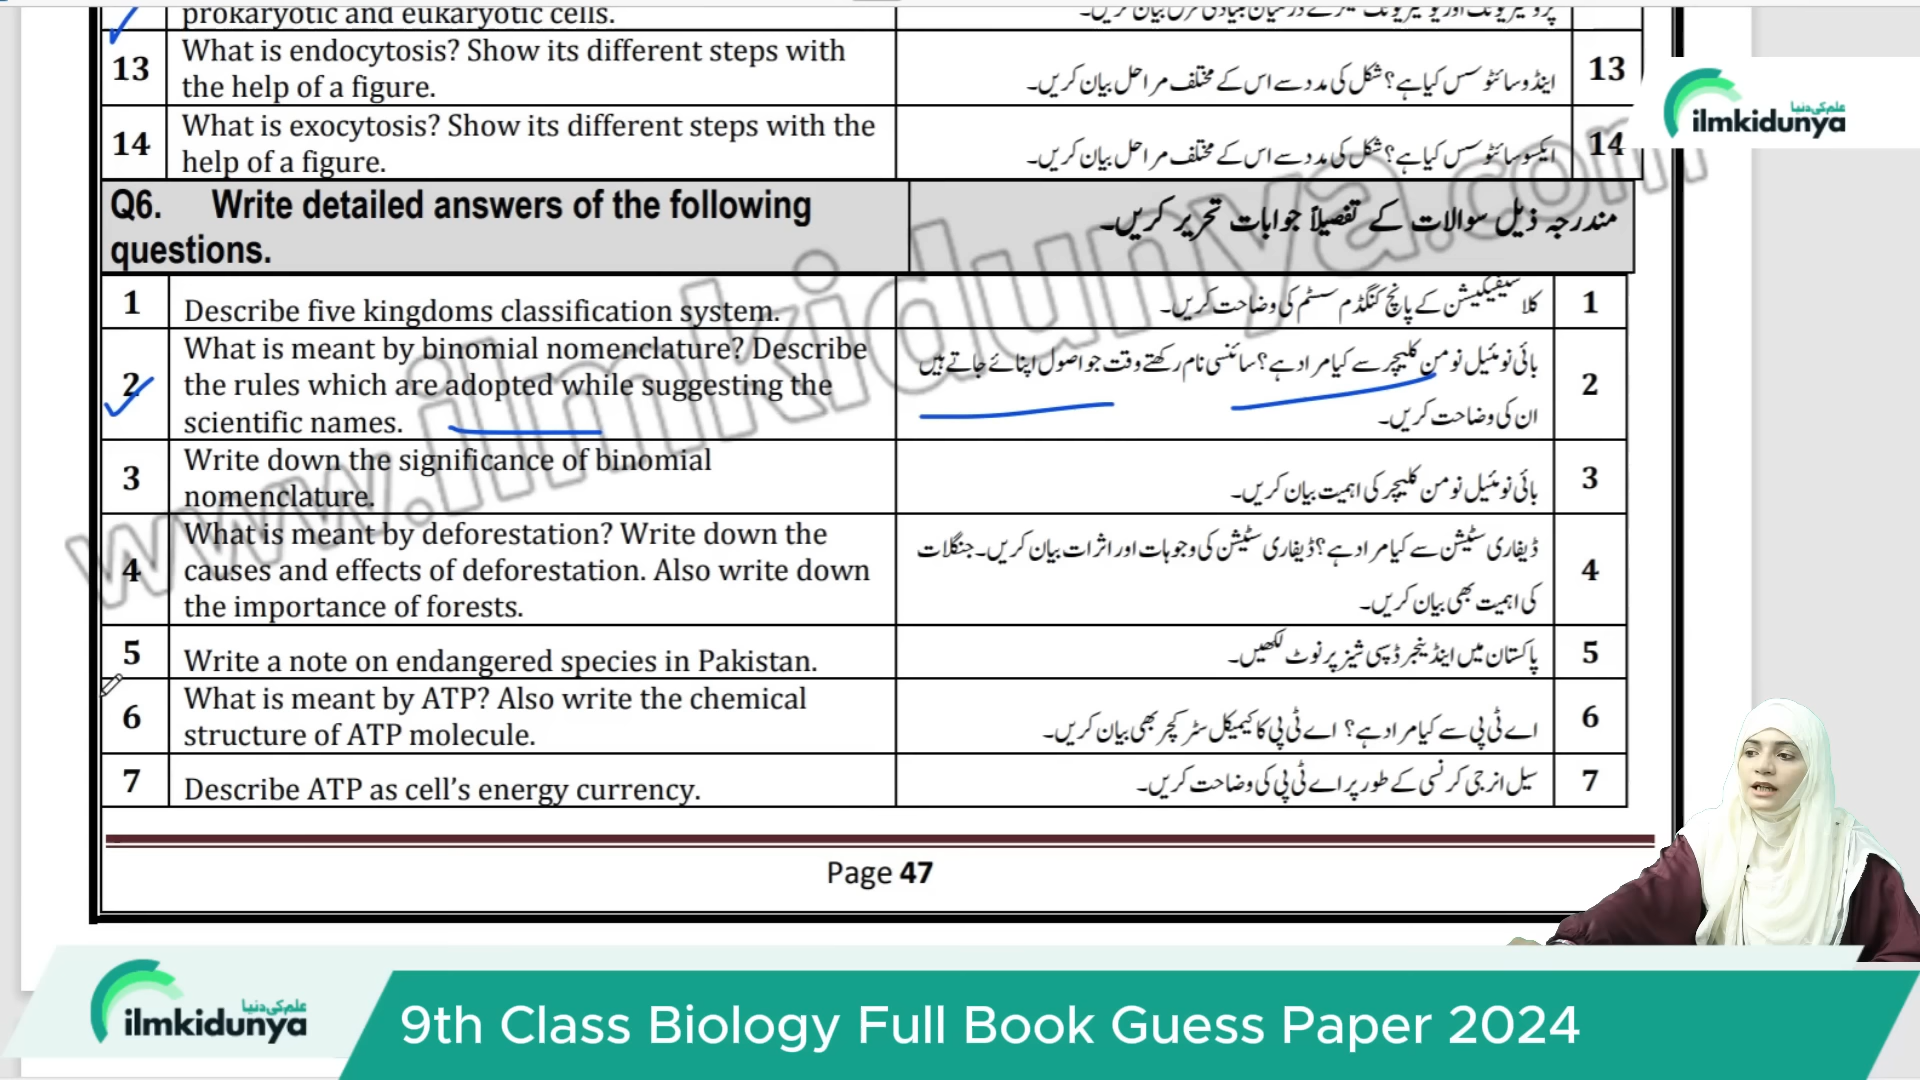 prokaryotic and eukaryotic cells.
13
What is endocytosis? Show its different steps with
the help of a figure.
اینڈوسائٹوسس کیا ہے؟ شکل کی مدد سے اس کے مختلف مراحل بیان کریں۔
13
14
What is exocytosis? Show its different steps with the
help of a figure.
ایکسوسائٹوسس کیا ہے؟ شکل کی مدد سے اس کے مختلف مراحل بیان کریں۔
14
Q6. Write detailed answers of the following
questions.
مندرجہ ذیل سوالات کے تفصیلاً جوابات تحریر کریں۔
1
Describe five kingdoms classification system.
کلاسیفیکیشن کے پانچ کنگڈم سسٹم کی وضاحت کریں۔
1
2
What is meant by binomial nomenclature? Describe
the rules which are adopted while suggesting the
scientific names.
بائی نومئیل نومن کلیچر سے کیا مراد ہے؟ سائنسی نام رکھتے وقت جو اصول اپنائے جاتے ہیں
ان کی وضاحت کریں۔
2
3
Write down the significance of binomial
nomenclature.
بائی نومئیل نومن کلیچر کی اہمیت بیان کریں۔
3
4
What is meant by deforestation? Write down the
causes and effects of deforestation. Also write down
the importance of forests.
ڈیفاری سٹیشن سے کیا مراد ہے؟ ڈیفاری سٹیشن کی وجوہات اور اثرات بیان کریں۔ جنگلات
کی اہمیت بھی بیان کریں۔
4
5
Write a note on endangered species in Pakistan.
پاکستان میں اینڈینجرڈ سپی شیز پر نوٹ لکھیں۔
5
6
What is meant by ATP? Also write the chemical
structure of ATP molecule.
اے ٹی پی سے کیا مراد ہے؟ اے ٹی پی کا کیمیکل سٹرکچر بھی بیان کریں۔
6
7
Describe ATP as cell’s energy currency.
سیل انرجی کرنسی کے طور پر اے ٹی پی کی وضاحت کریں۔
7
Page 47
www.ilmkidunya.com
علم کی دنیا
ilmkidunya
علم کی دنیا
ilmkidunya
9th Class Biology Full Book Guess Paper 2024